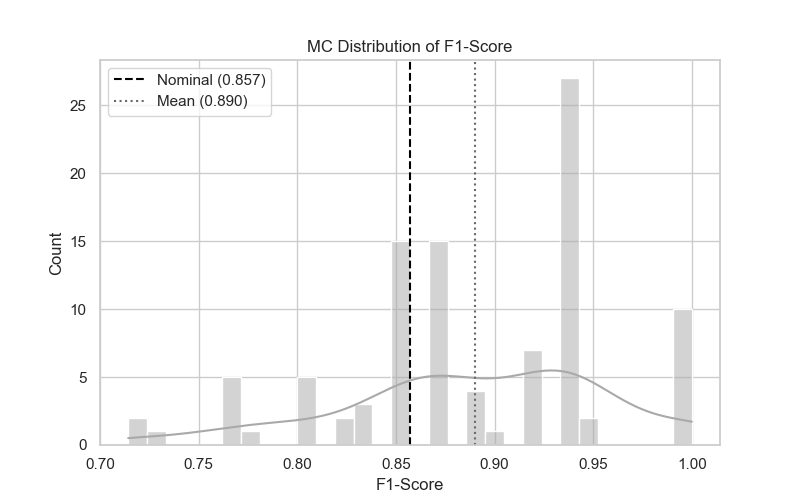 MC Distribution of F1-Score
Nominal (0.857)
Mean (0.890)
Count
25
20
15
10
5
0
0.70 0.75 0.80 0.85 0.90 0.95 1.00
F1-Score